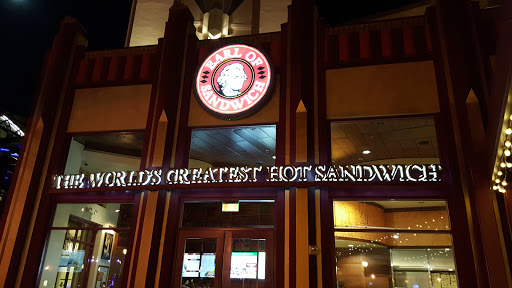 EARL OF
SANDWICH
THE WORLD'S GREATEST HOT SANDWICH